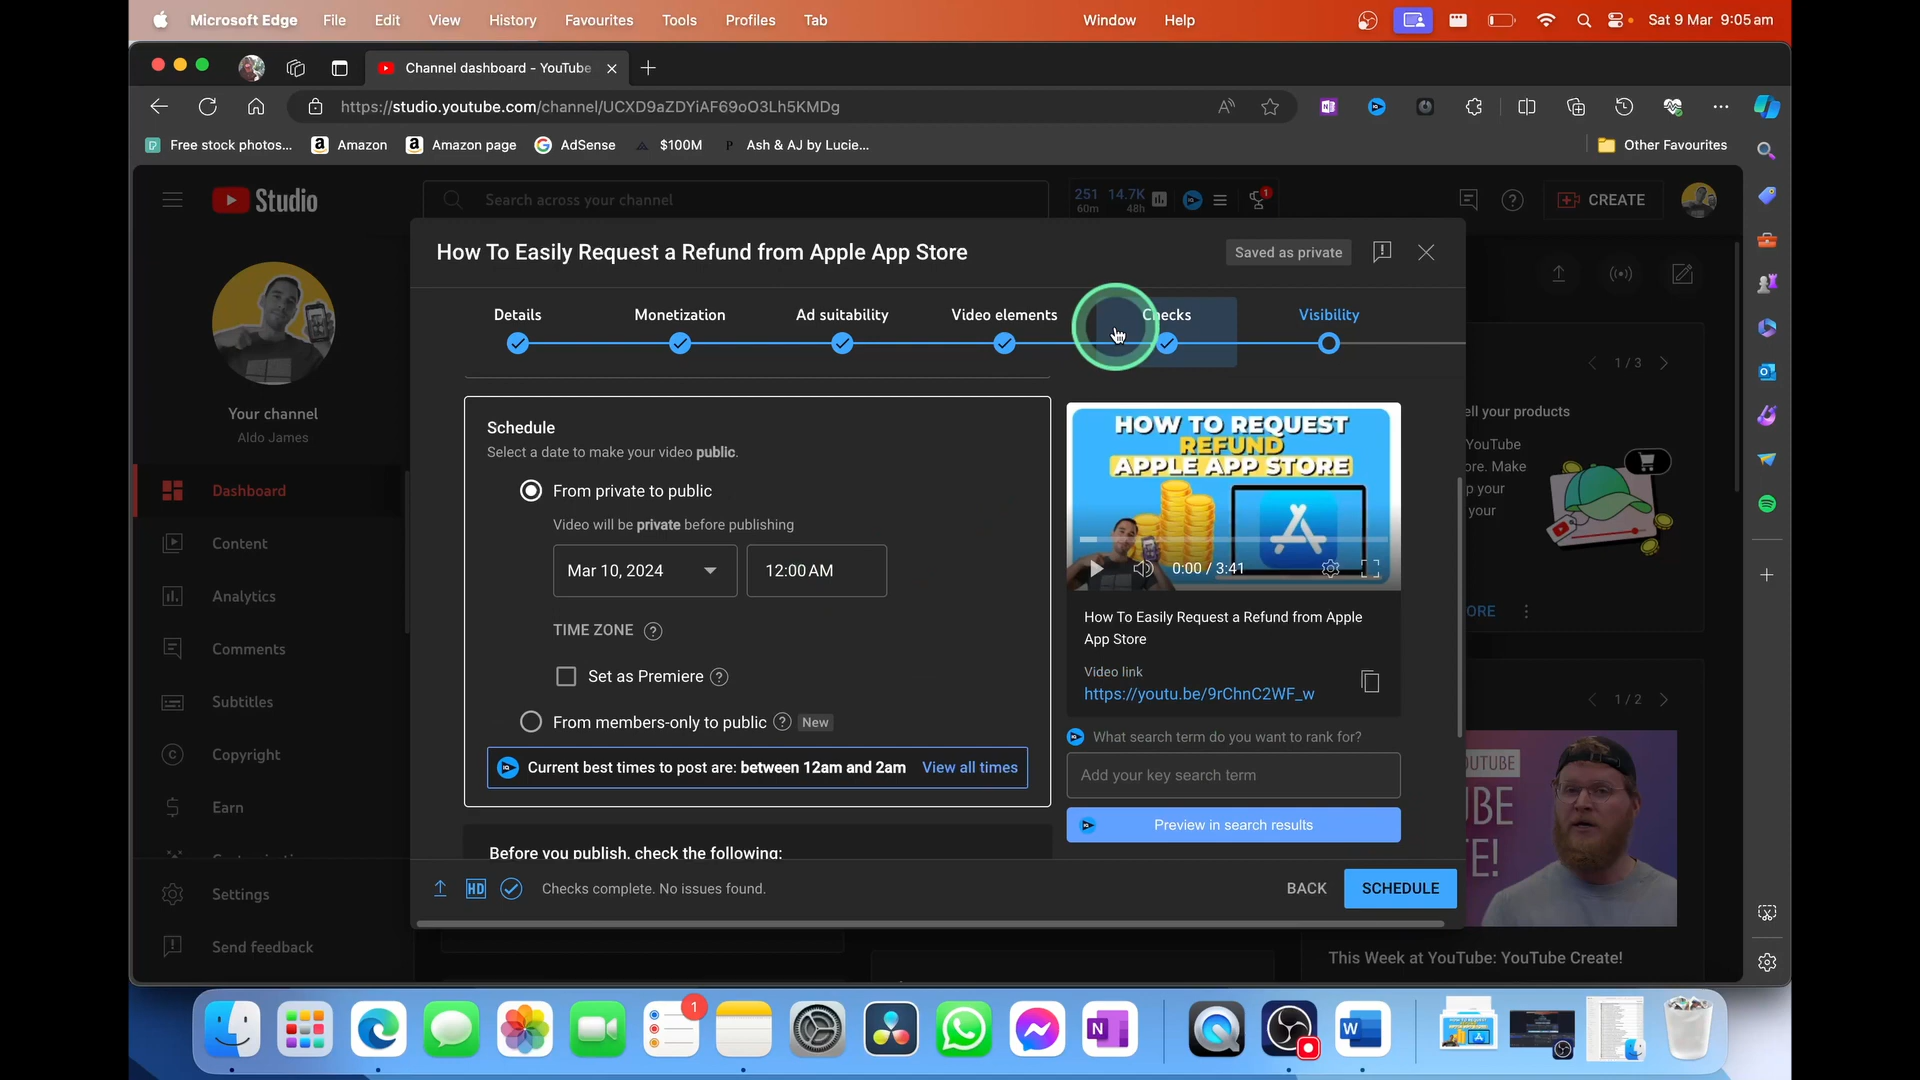 Microsoft Edge File Edit View History Favourites Tools Profiles Tab Window Help Sat 9 Mar 9:05 am
Channel dashboard - YouTube
https://studio.youtube.com/channel/UCXD9aZDYiAF69oO3Lh5KMDg
Free stock photos... Amazon Amazon page AdSense $100M Ash & AJ by Lucie... Other Favourites
Studio
Search across your channel
251 14.7K
60m 48h
1
CREATE
How To Easily Request a Refund from Apple App Store
Saved as private
Details Monetization Ad suitability Video elements Checks Visibility
Your channel
Aldo James
Dashboard
Content
Analytics
Comments
Subtitles
Copyright
Earn
Settings
Send feedback
Schedule
Select a date to make your video public.
From private to public
Video will be private before publishing
Mar 10, 2024 12:00 AM
TIME ZONE
Set as Premiere
From members-only to public New
Current best times to post are: between 12am and 2am View all times
Before you publish, check the following:
HOW TO REQUEST
REFUND
APPLE APP STORE
0:00 / 3:41
How To Easily Request a Refund from Apple
App Store
Video link
https://youtu.be/9rChnC2WF_w
What search term do you want to rank for?
Add your key search term
Preview in search results
HD Checks complete. No issues found.
BACK SCHEDULE
1 / 3
ell your products
YouTube
ore. Make
p your
your
ORE
1 / 2
UTUBE
BE
E!
This Week at YouTube: YouTube Create!
1